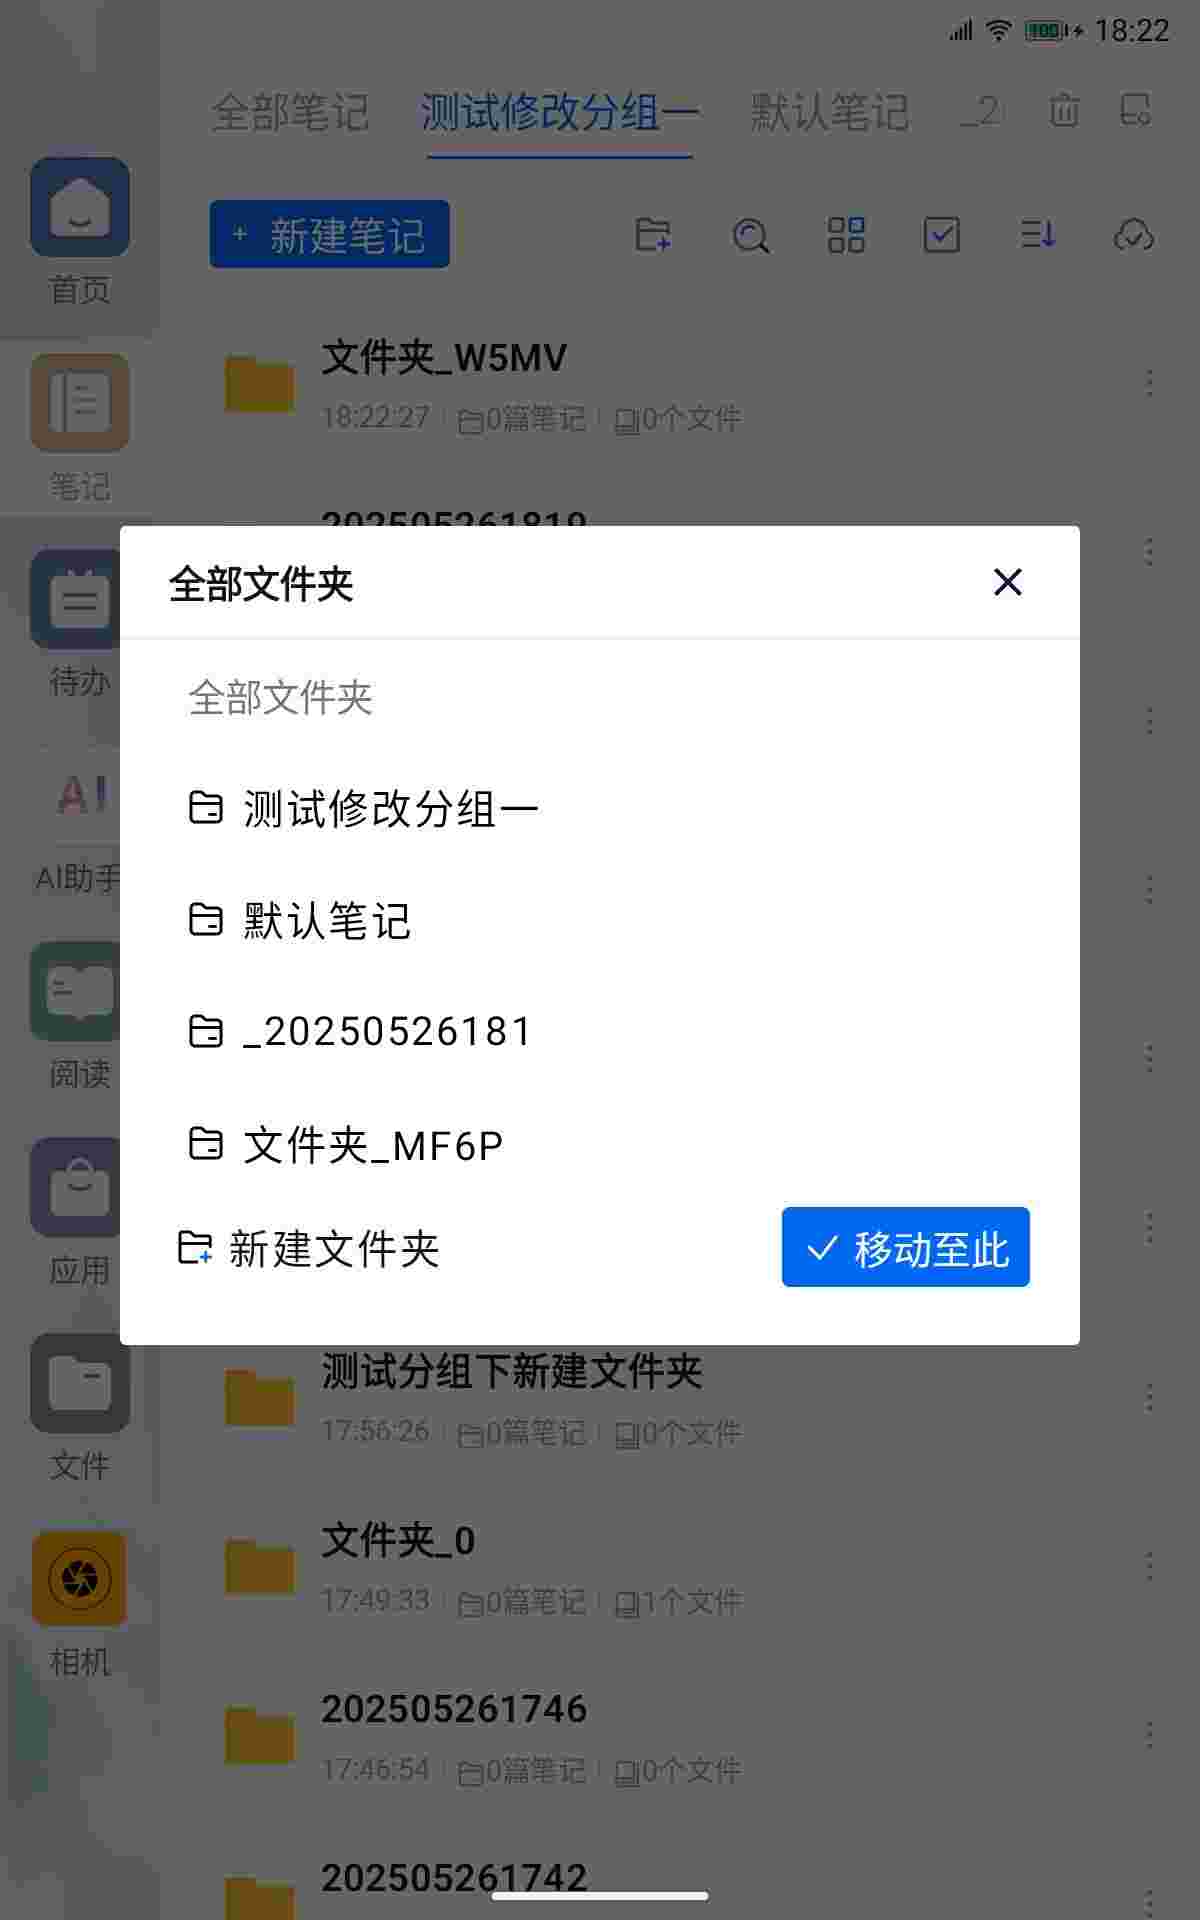 100 18:22
全部笔记 测试修改分组一 默认笔记 _2
+ 新建笔记
首页
笔记
待办
AI
AI助手
阅读
应用
文件
相机
文件夹_W5MV
18:22:27 0篇笔记 0个文件
202505261819
全部文件夹
全部文件夹
测试修改分组一
默认笔记
_20250526181
文件夹_MF6P
新建文件夹 移动至此
测试分组下新建文件夹
17:56:26 0篇笔记 0个文件
文件夹_0
17:49:33 0篇笔记 1个文件
202505261746
17:46:54 0篇笔记 0个文件
202505261742